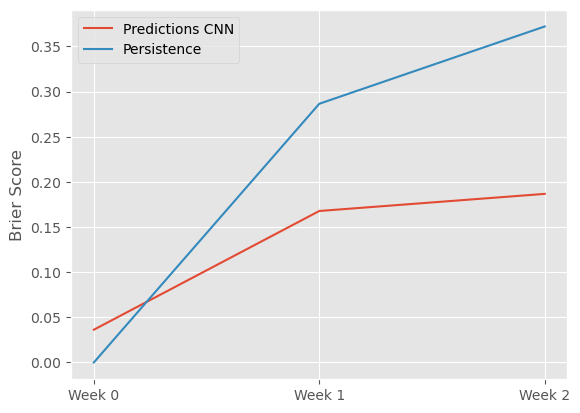 Predictions CNN
Persistence
Brier Score
0.35
0.30
0.25
0.20
0.15
0.10
0.05
0.00
Week 0
Week 1
Week 2